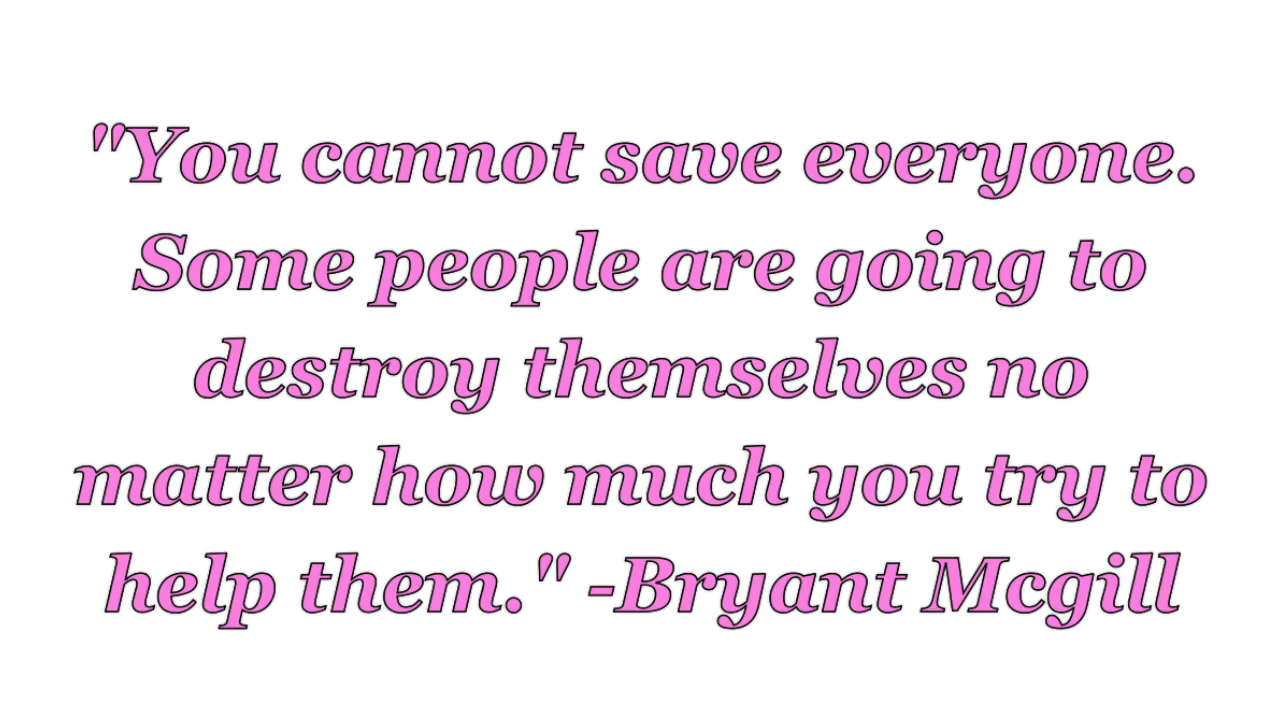 "You cannot save everyone.
Some people are going to
destroy themselves no
matter how much you try to
help them." -Bryant Mcgill